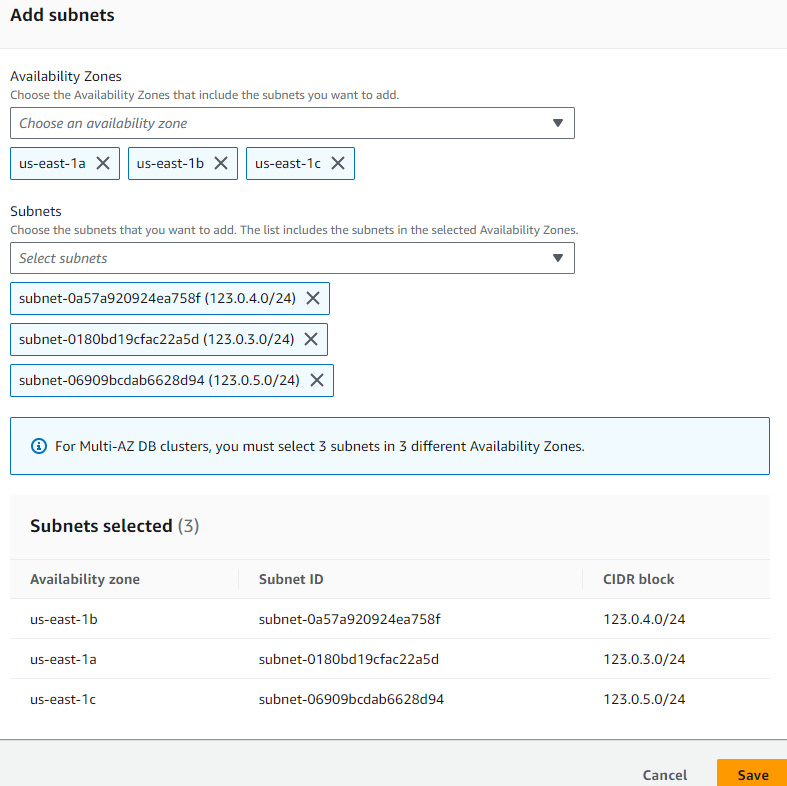 Add subnets
Availability Zones
Choose the Availability Zones that include the subnets you want to add.
Choose an availability zone
us-east-1a us-east-1b us-east-1c
Subnets
Choose the subnets that you want to add. The list includes the subnets in the selected Availability Zones.
Select subnets
subnet-0a57a920924ea758f (123.0.4.0/24)
subnet-0180bd19cfac22a5d (123.0.3.0/24)
subnet-06909bcdab6628d94 (123.0.5.0/24)
For Multi-AZ DB clusters, you must select 3 subnets in 3 different Availability Zones.
Subnets selected (3)
Availability zone Subnet ID CIDR block
us-east-1b subnet-0a57a920924ea758f 123.0.4.0/24
us-east-1a subnet-0180bd19cfac22a5d 123.0.3.0/24
us-east-1c subnet-06909bcdab6628d94 123.0.5.0/24
Cancel Save